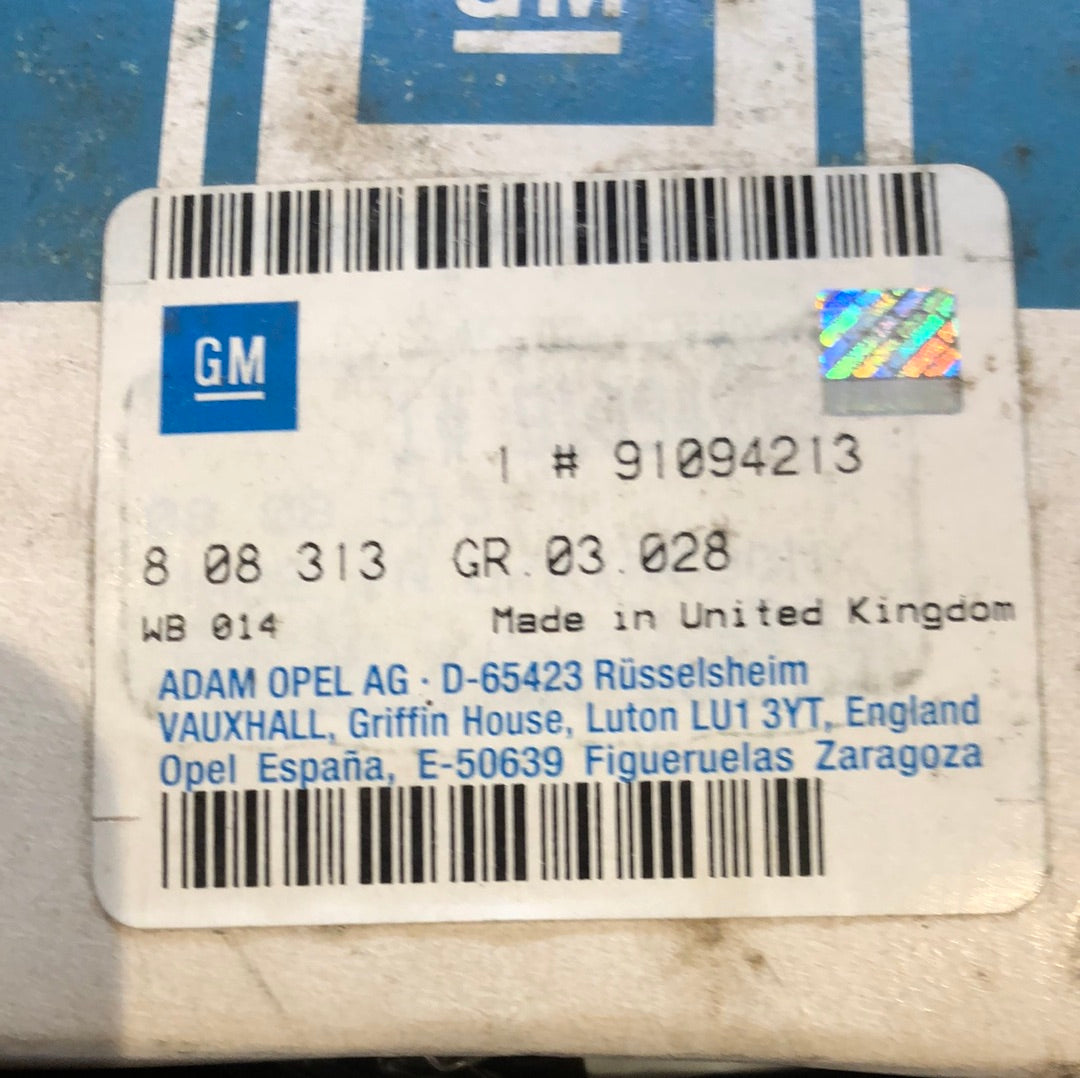 GM
GM
1 # 91094213
8 08 313 GR.03.028
WB 014 Made in United Kingdom
ADAM OPEL AG · D-65423 Rüsselsheim
VAUXHALL, Griffin House, Luton LU1 3YT, England
Opel España, E-50639 Figueruelas Zaragoza